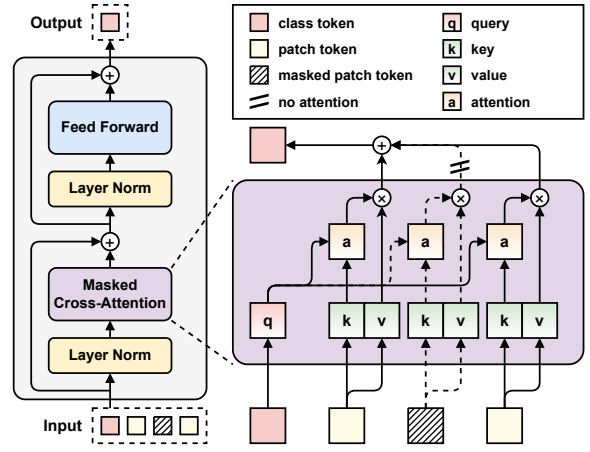 Output
Feed Forward
Layer Norm
Masked
Cross-Attention
Layer Norm
Input
class token
patch token
masked patch token
no attention
q query
k key
v value
a attention
a a a
q k v k v k v